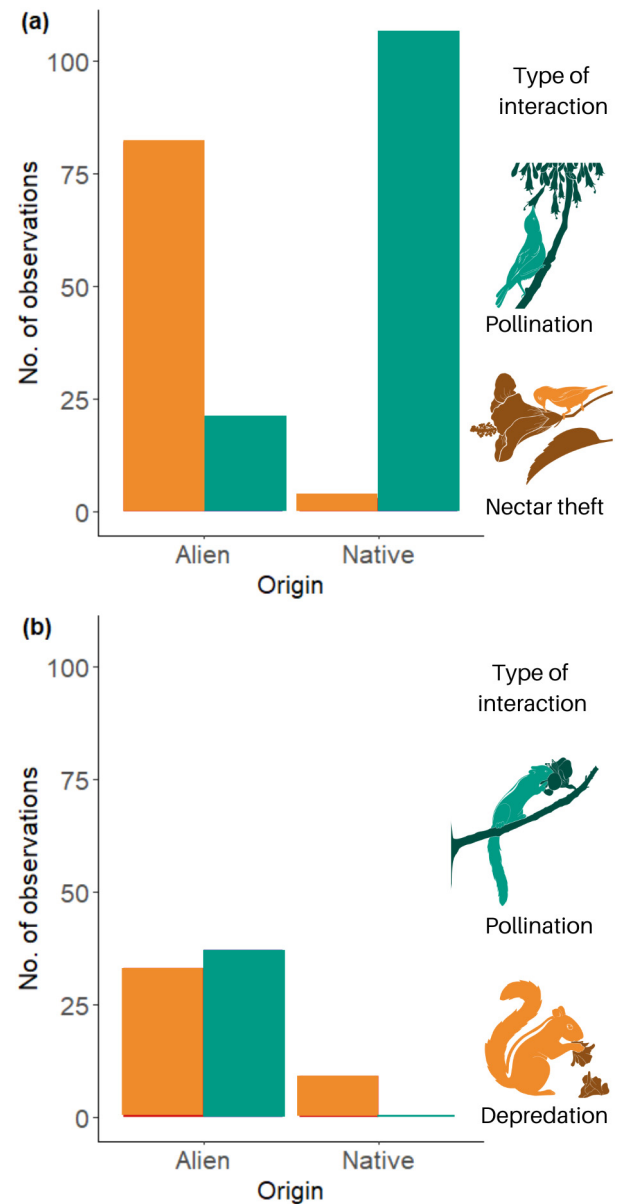 (a)
No. of observations
100
75
50
25
0
Alien
Native
Origin
Type of
interaction
Pollination
Nectar theft
(b)
No. of observations
100
75
50
25
0
Alien
Native
Origin
Type of
interaction
Pollination
Depredation